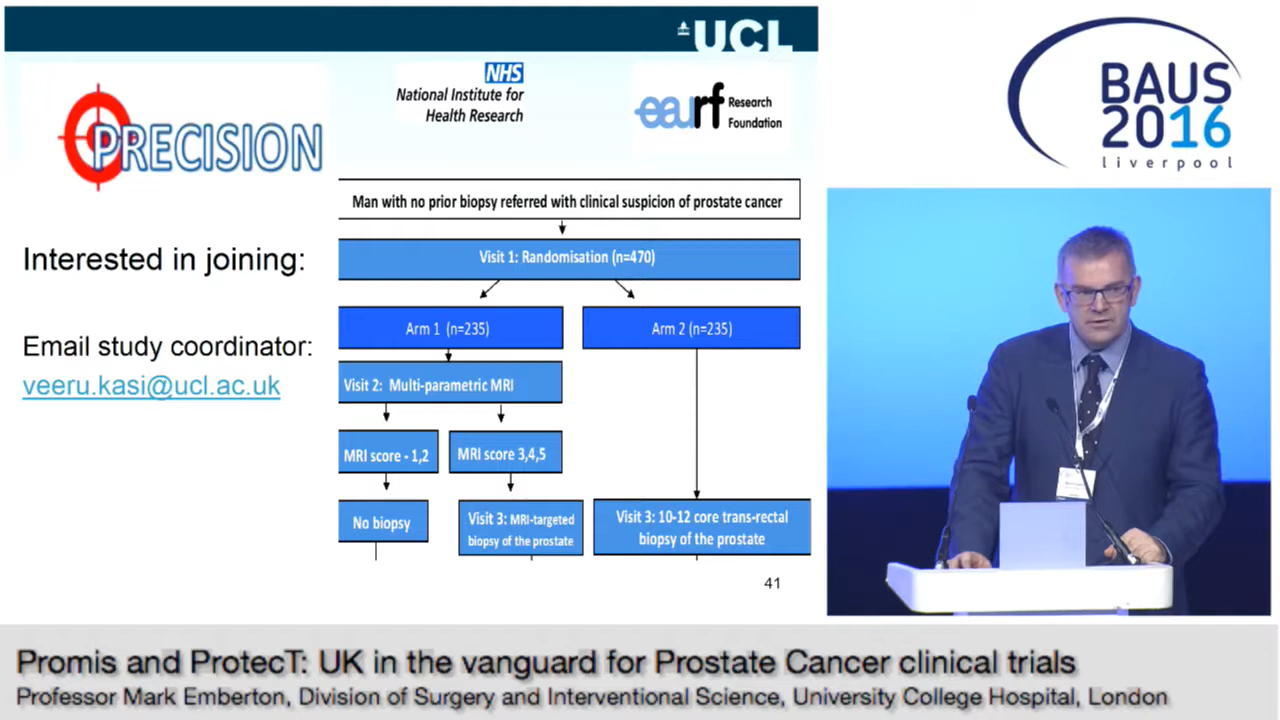 UCL
PRECISION
NHS
National Institute for
Health Research
eaurf
Research
Foundation
BAUS
2016
liverpool
Interested in joining:
Email study coordinator:
veeru.kasi@ucl.ac.uk
Man with no prior biopsy referred with clinical suspicion of prostate cancer
Visit 1: Randomisation (n=470)
Arm 1 (n=235)
Arm 2 (n=235)
Visit 2: Multi-parametric MRI
MRI score - 1,2
MRI score 3,4,5
No biopsy
Visit 3: MRI-targeted
biopsy of the prostate
Visit 3: 10-12 core trans-rectal
biopsy of the prostate
41
Promis and ProtecT: UK in the vanguard for Prostate Cancer clinical trials
Professor Mark Emberton, Division of Surgery and Interventional Science, University College Hospital, London